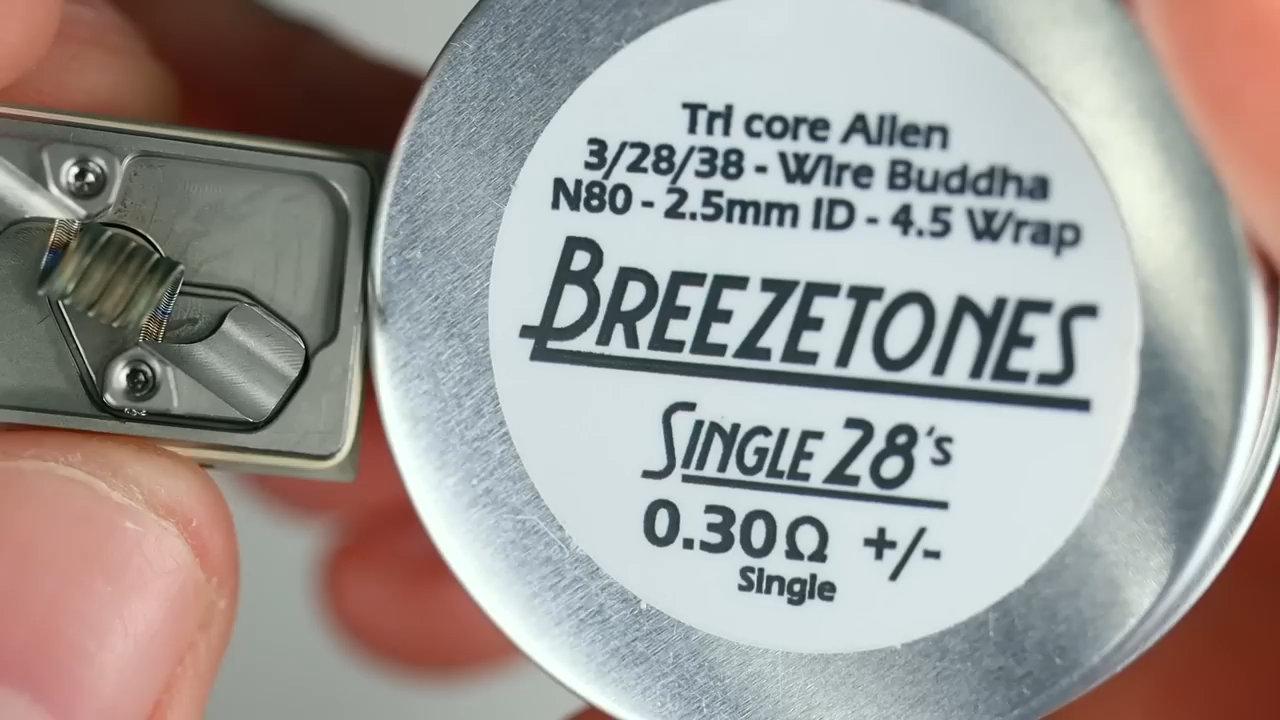 Tri core Alien
3/28/38 - Wire Buddha
N80 - 2.5mm ID - 4.5 Wrap
BREEZETONES
SINGLE 28's
0.30Ω +/-
Single